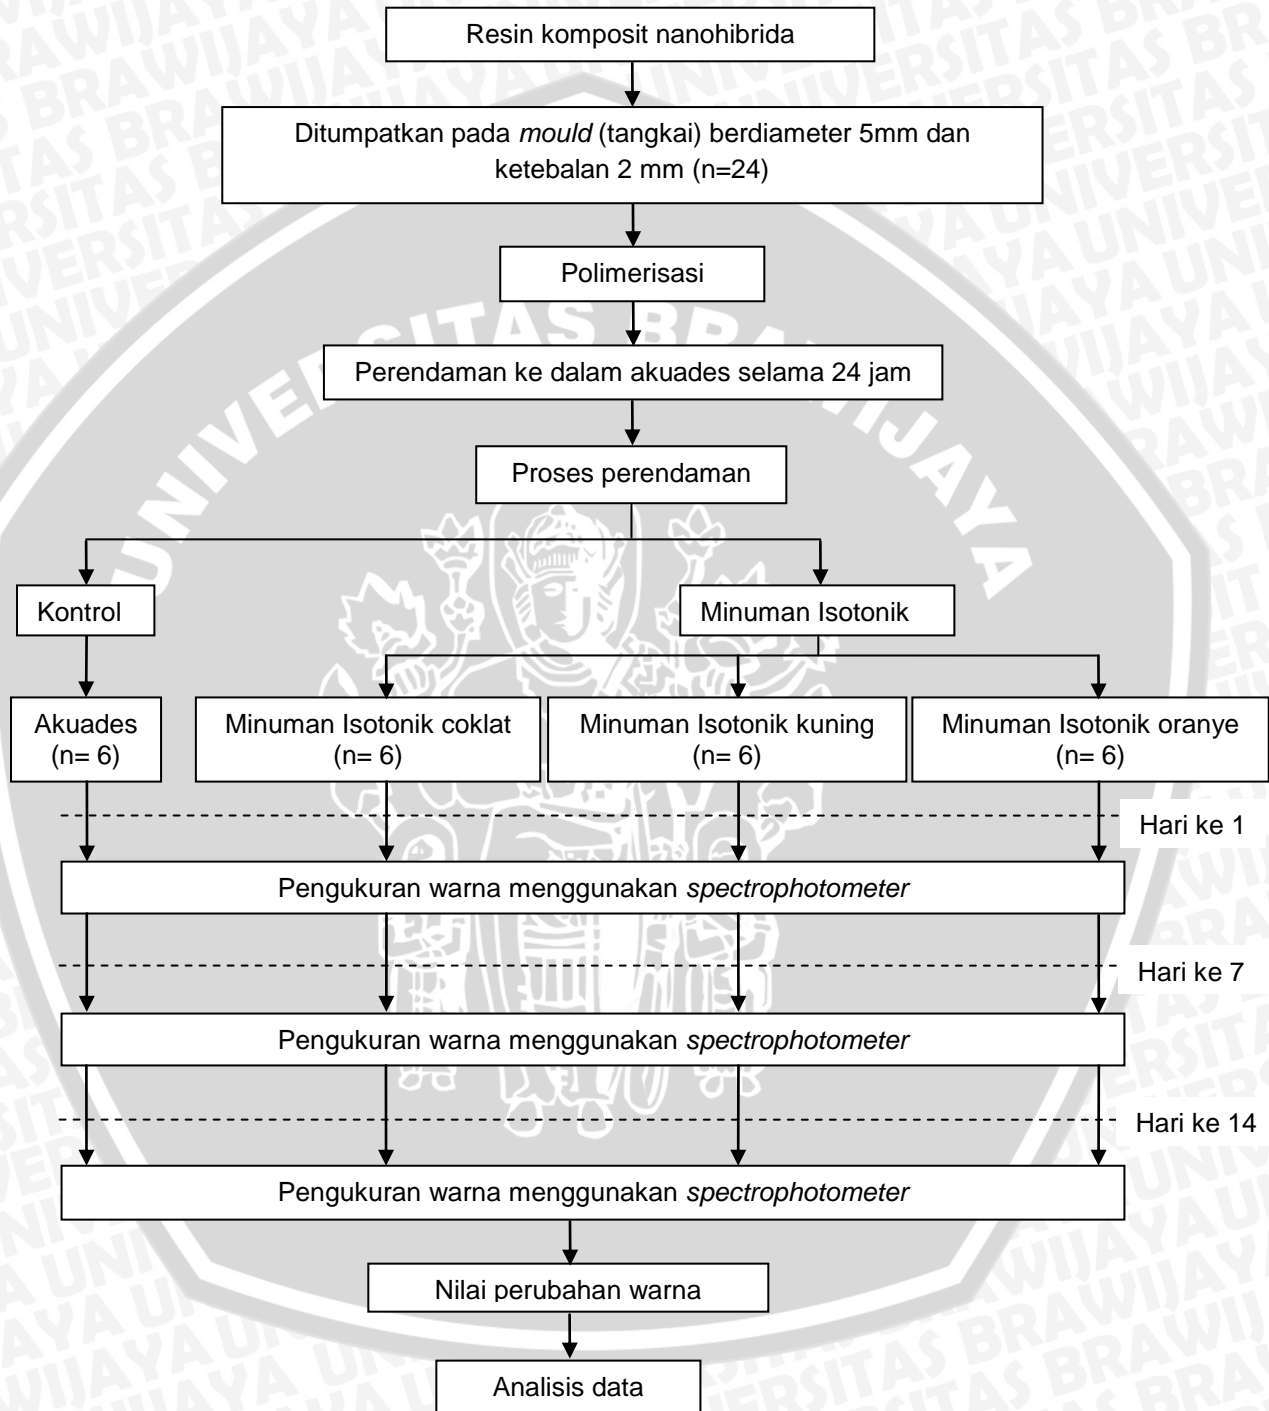 Resin komposit nanohibrida
Ditumpatkan pada mould (tangkai) berdiameter 5mm dan
ketebalan 2 mm (n=24)
Polimerisasi
Perendaman ke dalam akuades selama 24 jam
Proses perendaman
Kontrol
Minuman Isotonik
Akuades
(n= 6)
Minuman Isotonik coklat
(n= 6)
Minuman Isotonik kuning
(n= 6)
Minuman Isotonik oranye
(n= 6)
Hari ke 1
Pengukuran warna menggunakan spectrophotometer
Hari ke 7
Pengukuran warna menggunakan spectrophotometer
Hari ke 14
Pengukuran warna menggunakan spectrophotometer
Nilai perubahan warna
Analisis data
UNIVERSITAS BRAWIJAYA